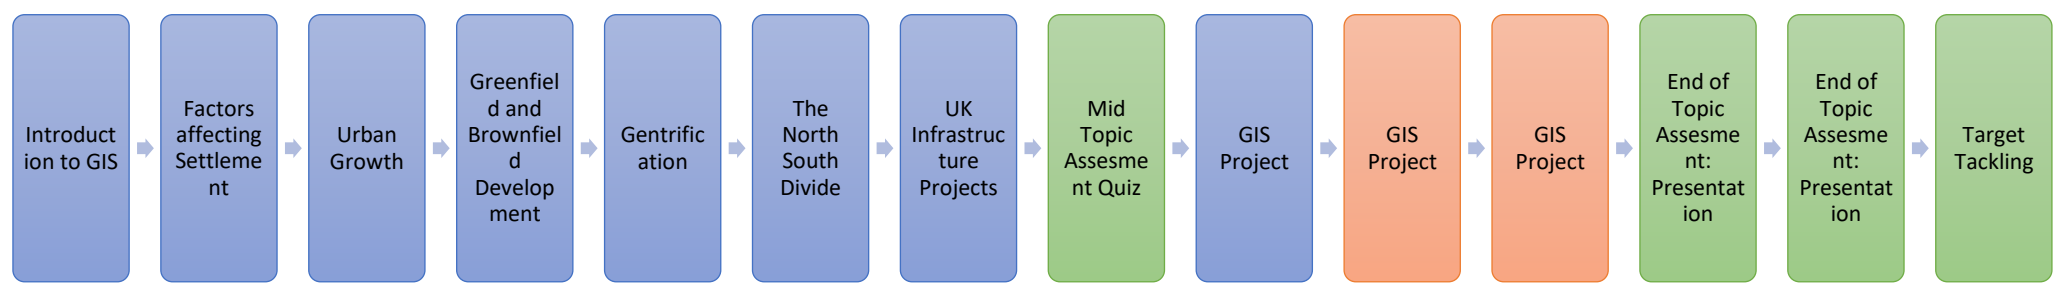 Introduct
ion to GIS
Factors
affecting
Settleme
nt
Urban
Growth
Greenfiel
d and
Brownfiel
d
Develop
ment
Gentrific
ation
The
North
South
Divide
UK
Infrastruc
ture
Projects
Mid
Topic
Assesme
nt Quiz
GIS
Project
GIS
Project
GIS
Project
End of
Topic
Assesme
nt:
Presentat
ion
End of
Topic
Assesme
nt:
Presentat
ion
Target
Tackling